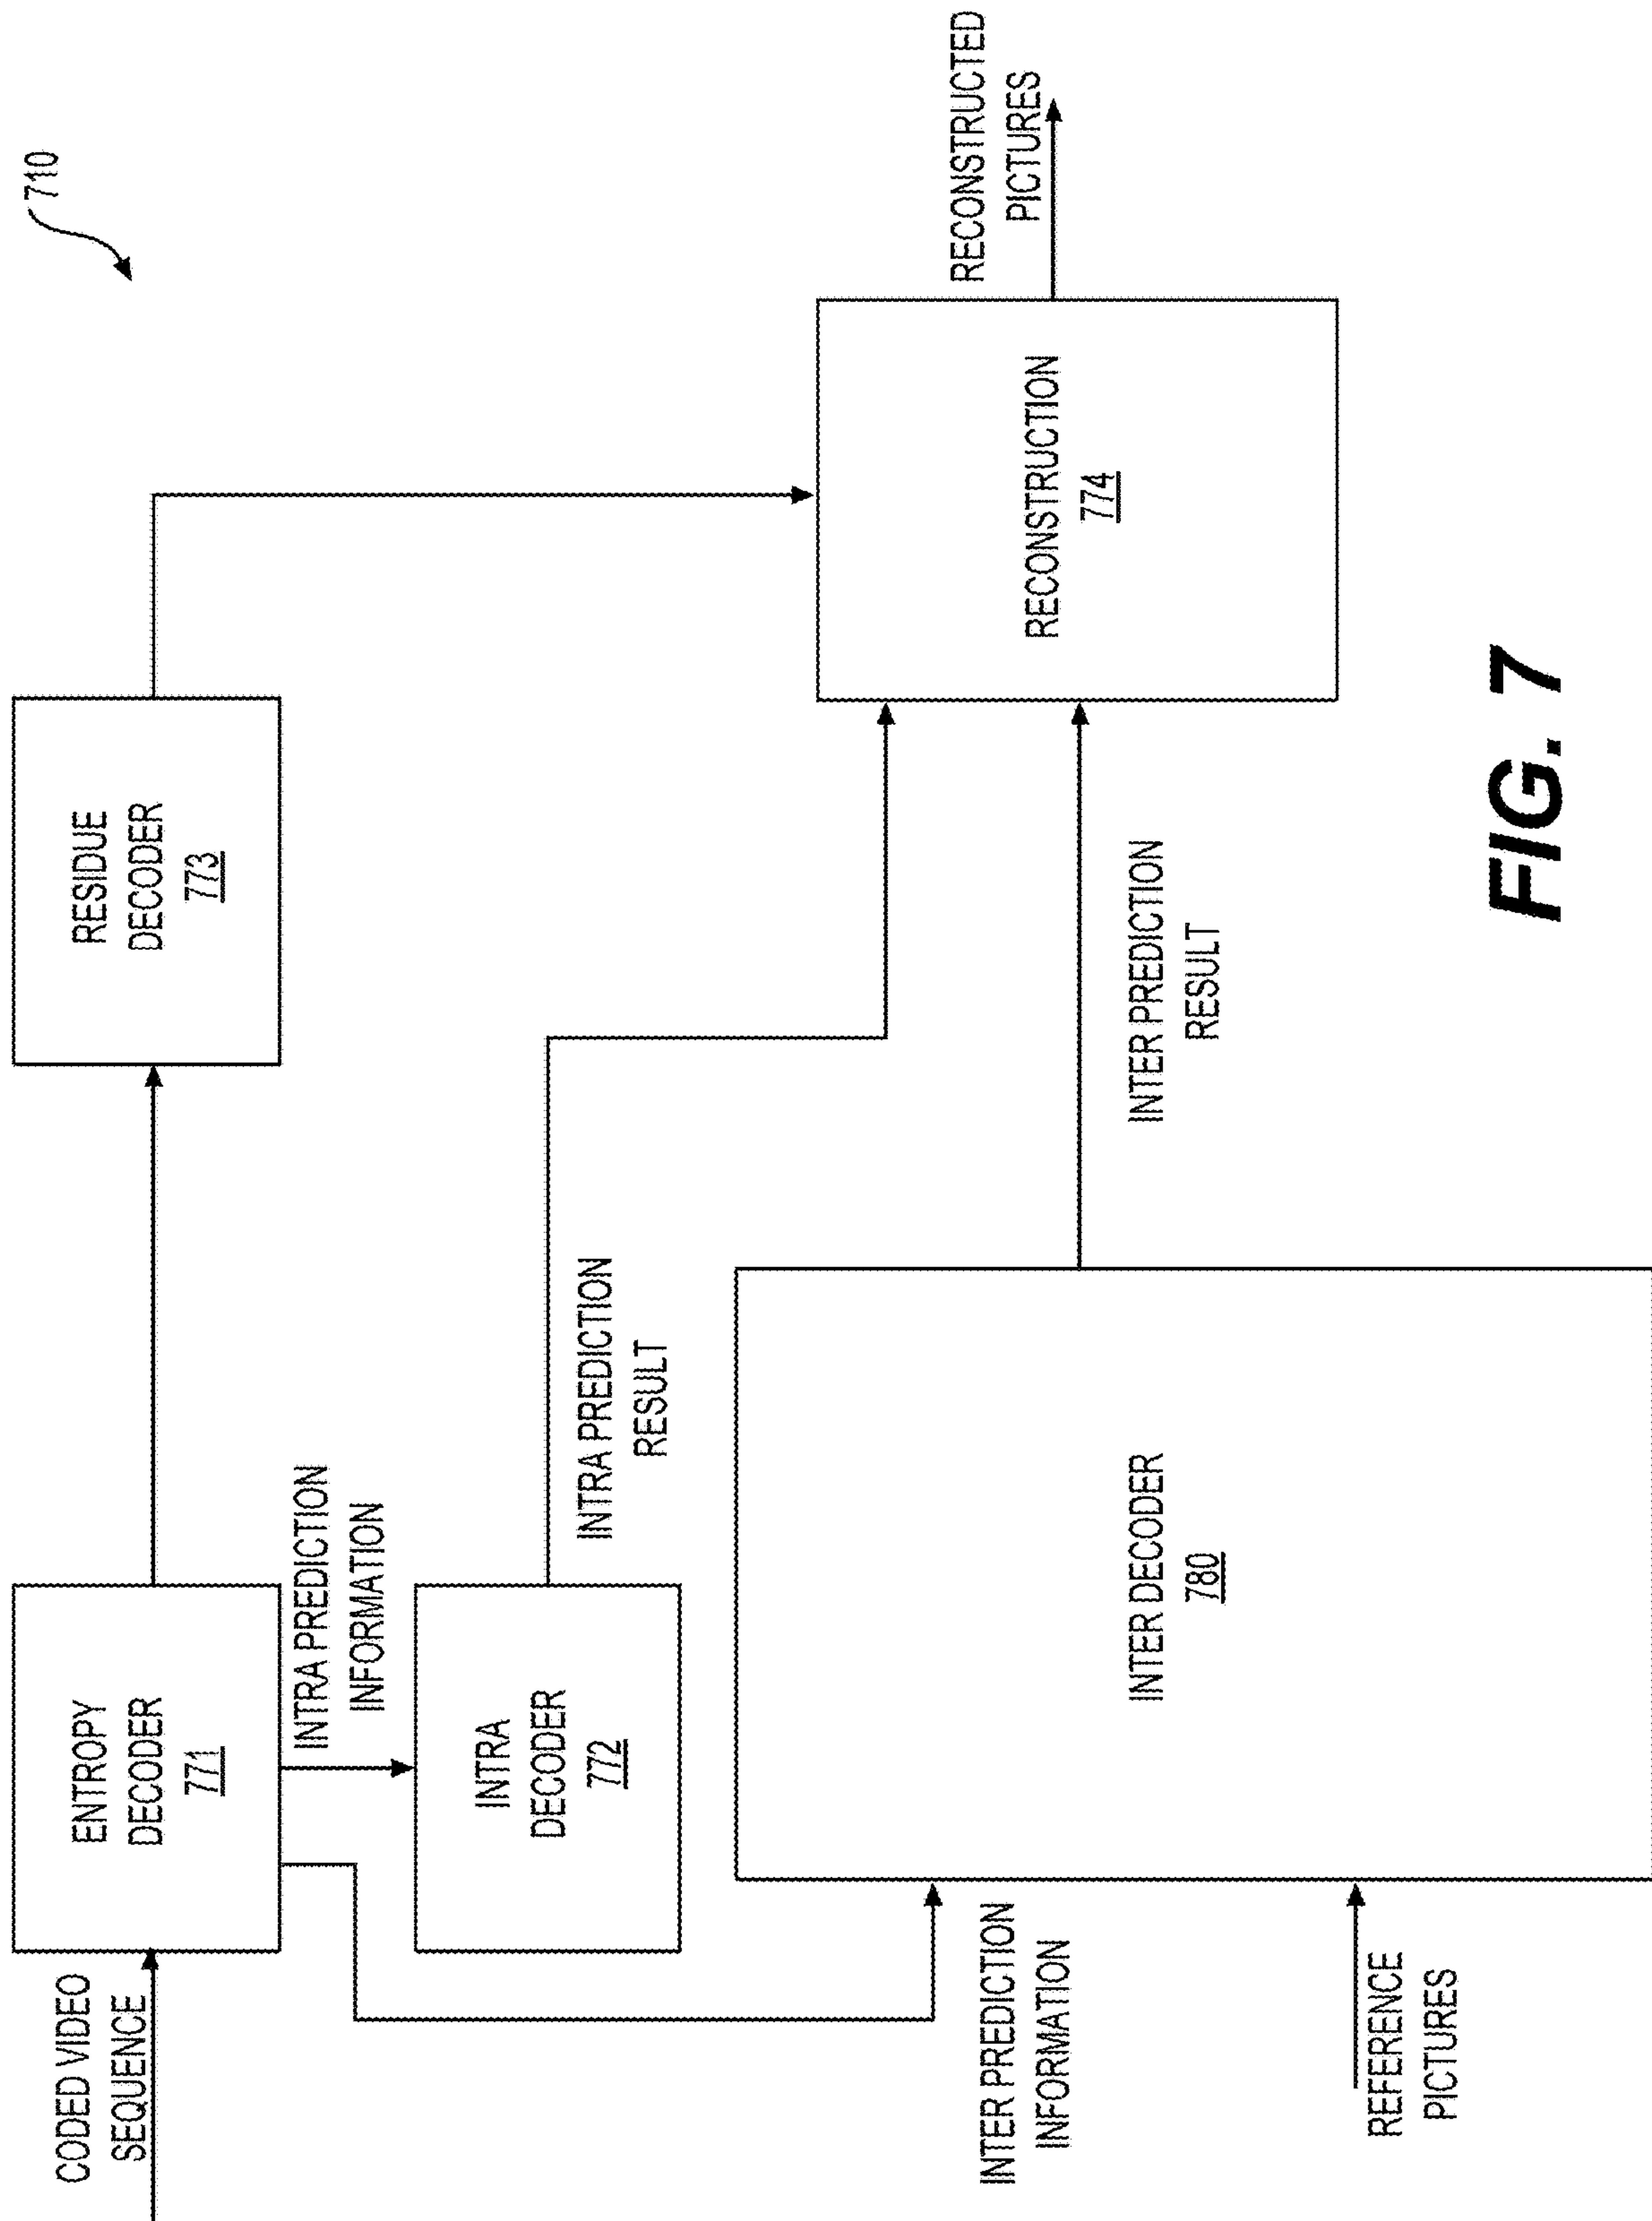 710
CODED VIDEO
SEQUENCE
ENTROPY
DECODER
771
RESIDUE
DECODER
773
INTRA PREDICTION
INFORMATION
INTRA
DECODER
772
INTRA PREDICTION
RESULT
INTER PREDICTION
INFORMATION
REFERENCE
PICTURES
INTER DECODER
780
INTER PREDICTION
RESULT
RECONSTRUCTION
774
RECONSTRUCTED
PICTURES
FIG. 7